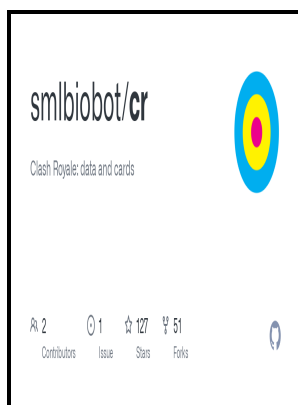 smlbiobot/cr
Clash Royale: data and cards
2 1 127 51
Contributors Issue Stars Forks